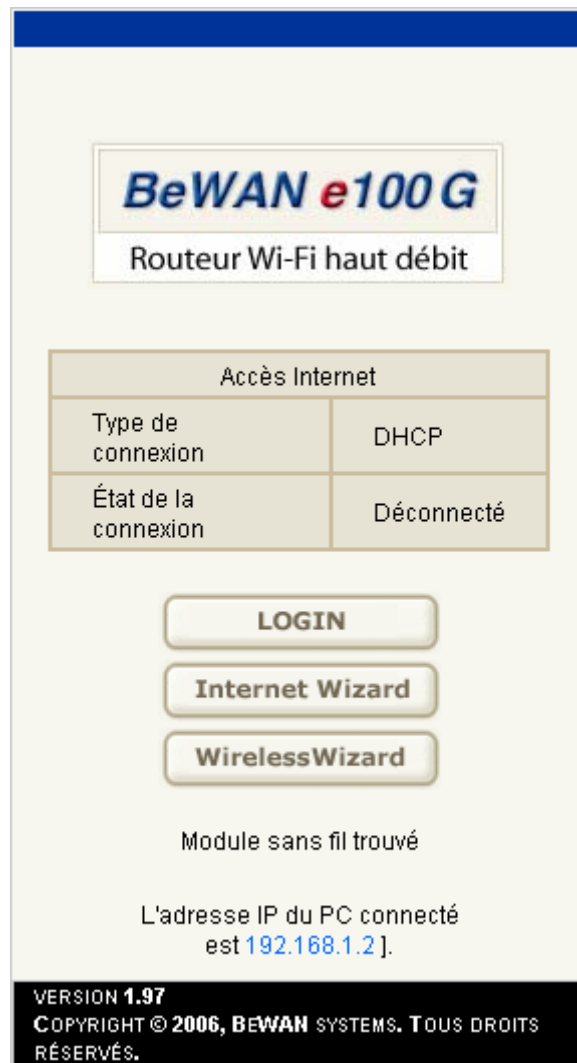 BeWAN e100 G
Routeur Wi-Fi haut débit
Accès Internet
Type de
connexion
DHCP
État de la
connexion
Déconnecté
LOGIN
Internet Wizard
WirelessWizard
Module sans fil trouvé
L'adresse IP du PC connecté
est 192.168.1.2 ].
VERSION 1.97
COPYRIGHT © 2006, BEWAN SYSTEMS. TOUS DROITS
RÉSERVÉS.